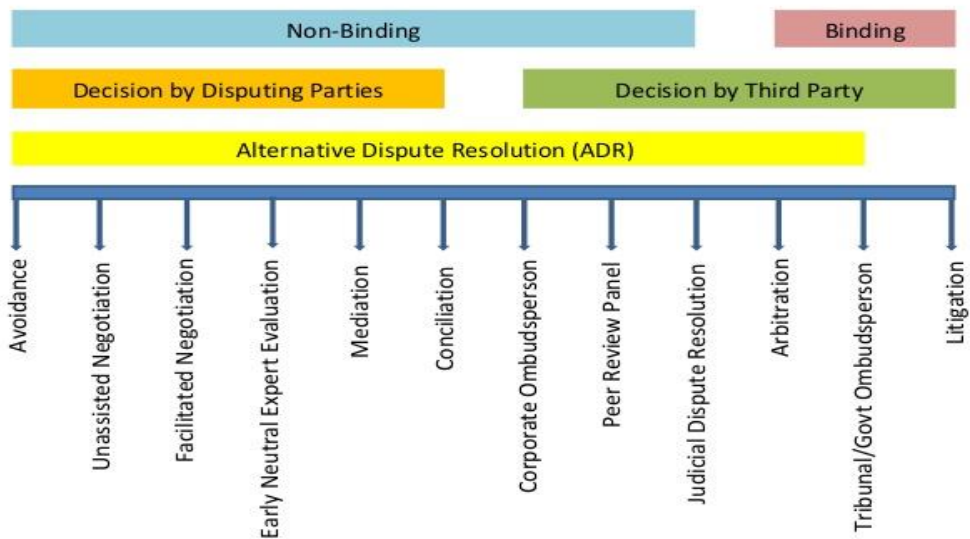 Non-Binding
Binding
Decision by Disputing Parties
Decision by Third Party
Alternative Dispute Resolution (ADR)
Avoidance
Unassisted Negotiation
Facilitated Negotiation
Early Neutral Expert Evaluation
Mediation
Conciliation
Corporate Ombudsperson
Peer Review Panel
Judicial Dispute Resolution
Arbitration
Tribunal/Govt Ombudsperson
Litigation